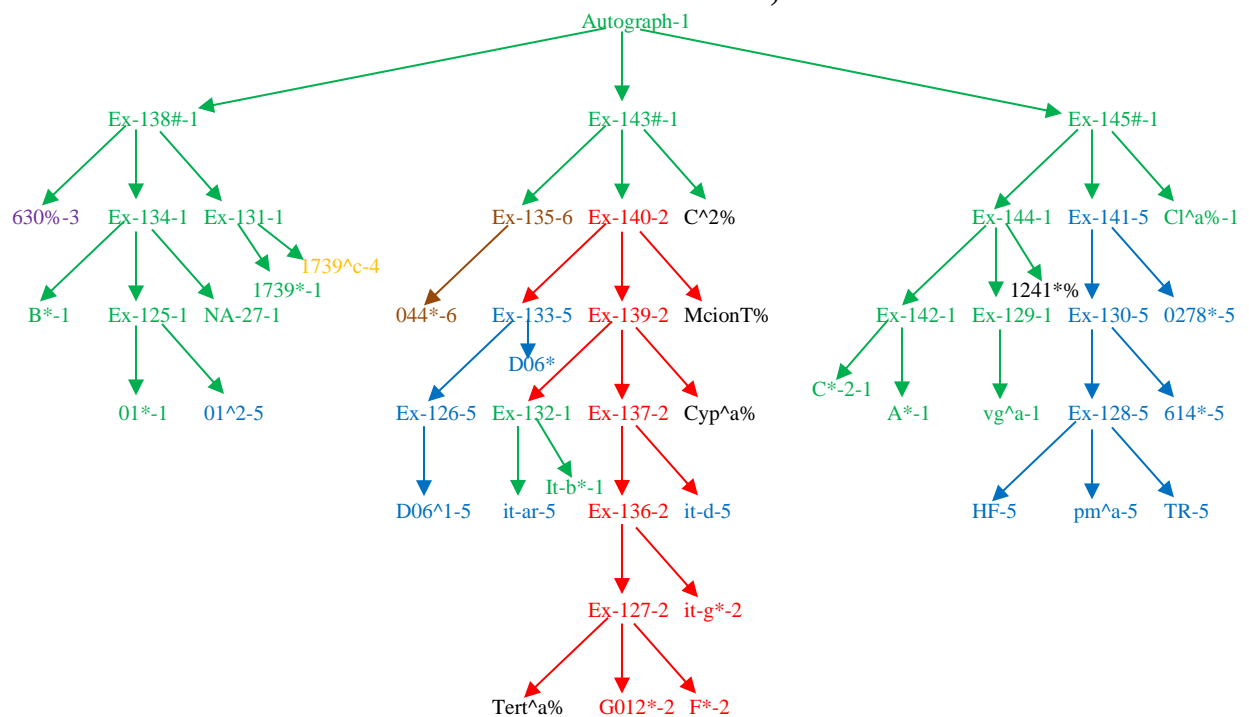 Autograph-1
Ex-138#-1 Ex-143#-1 Ex-145#-1
630%-3 Ex-134-1 Ex-131-1 Ex-135-6 Ex-140-2 C^2% Ex-144-1 Ex-141-5 Cl^a%-1
1739^c-4
1739*-1 1241*%
B*-1 Ex-125-1 NA-27-1 044*-6 Ex-133-5 Ex-139-2 McionT% Ex-142-1 Ex-129-1 Ex-130-5 0278*-5
D06*
C*-2-1
01*-1 01^2-5 Ex-126-5 Ex-132-1 Ex-137-2 Cyp^a% A*-1 vg^a-1 Ex-128-5 614*-5
It-b*-1
D06^1-5 it-ar-5 Ex-136-2 it-d-5 HF-5 pm^a-5 TR-5
Ex-127-2 it-g*-2
Tert^a% G012*-2 F*-2